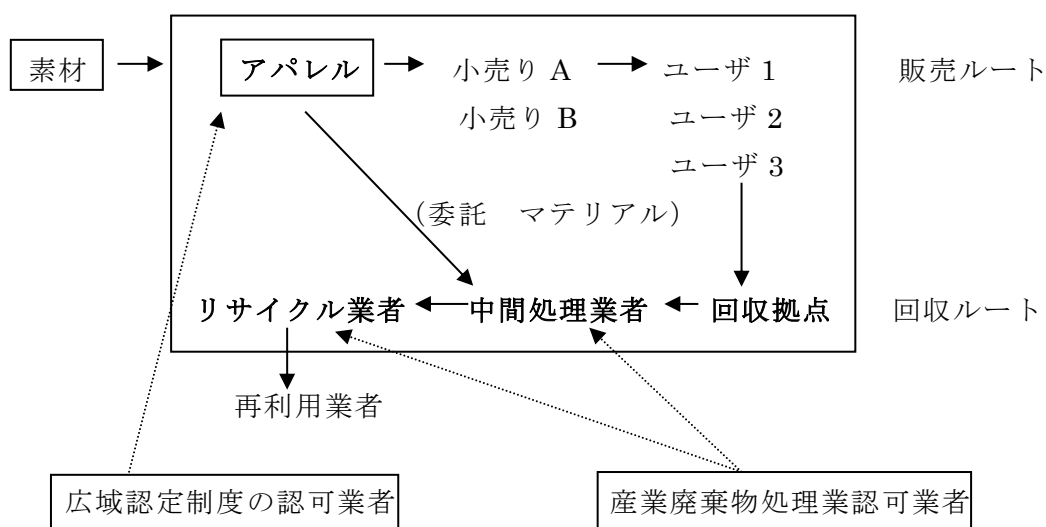 素材 アパレル 小売り A ユーザ 1 販売ルート
小売り B ユーザ 2
ユーザ 3
(委託 マテリアル)
リサイクル業者 中間処理業者 回収拠点 回収ルート
再利用業者
広域認定制度の認可業者 産業廃棄物処理業認可業者